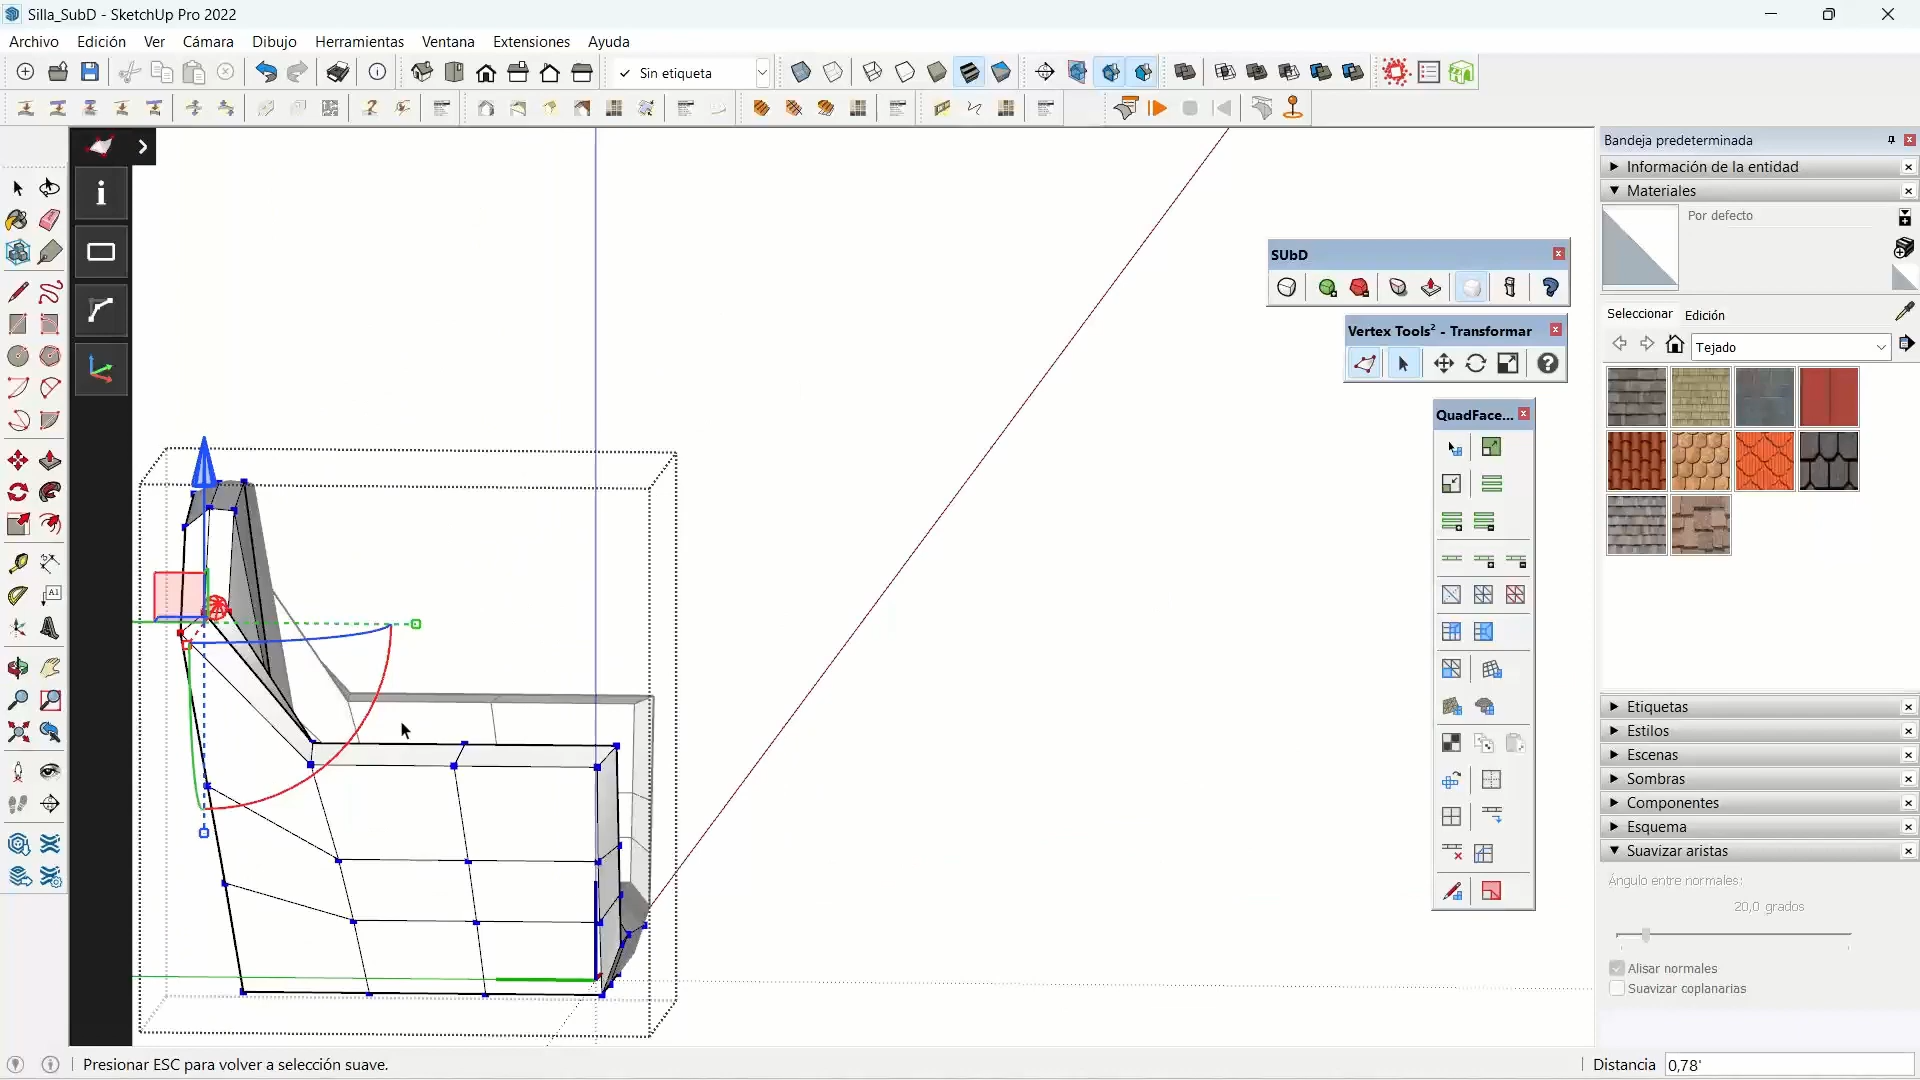 Silla_SubD - SketchUp Pro 2022
Archivo Edición Ver Cámara Dibujo Herramientas Ventana Extensiones Ayuda
✓ Sin etiqueta
Bandeja predeterminada
Información de la entidad
Materiales
Por defecto
SUbD
Vertex Tools² - Transformar
Seleccionar Edición
Tejado
QuadFace...
Etiquetas
Estilos
Escenas
Sombras
Componentes
Esquema
Suavizar aristas
Ángulo entre normales:
20,0 grados
Alisar normales
Suavizar coplanarias
Presionar ESC para volver a selección suave.
Distancia 0,78'